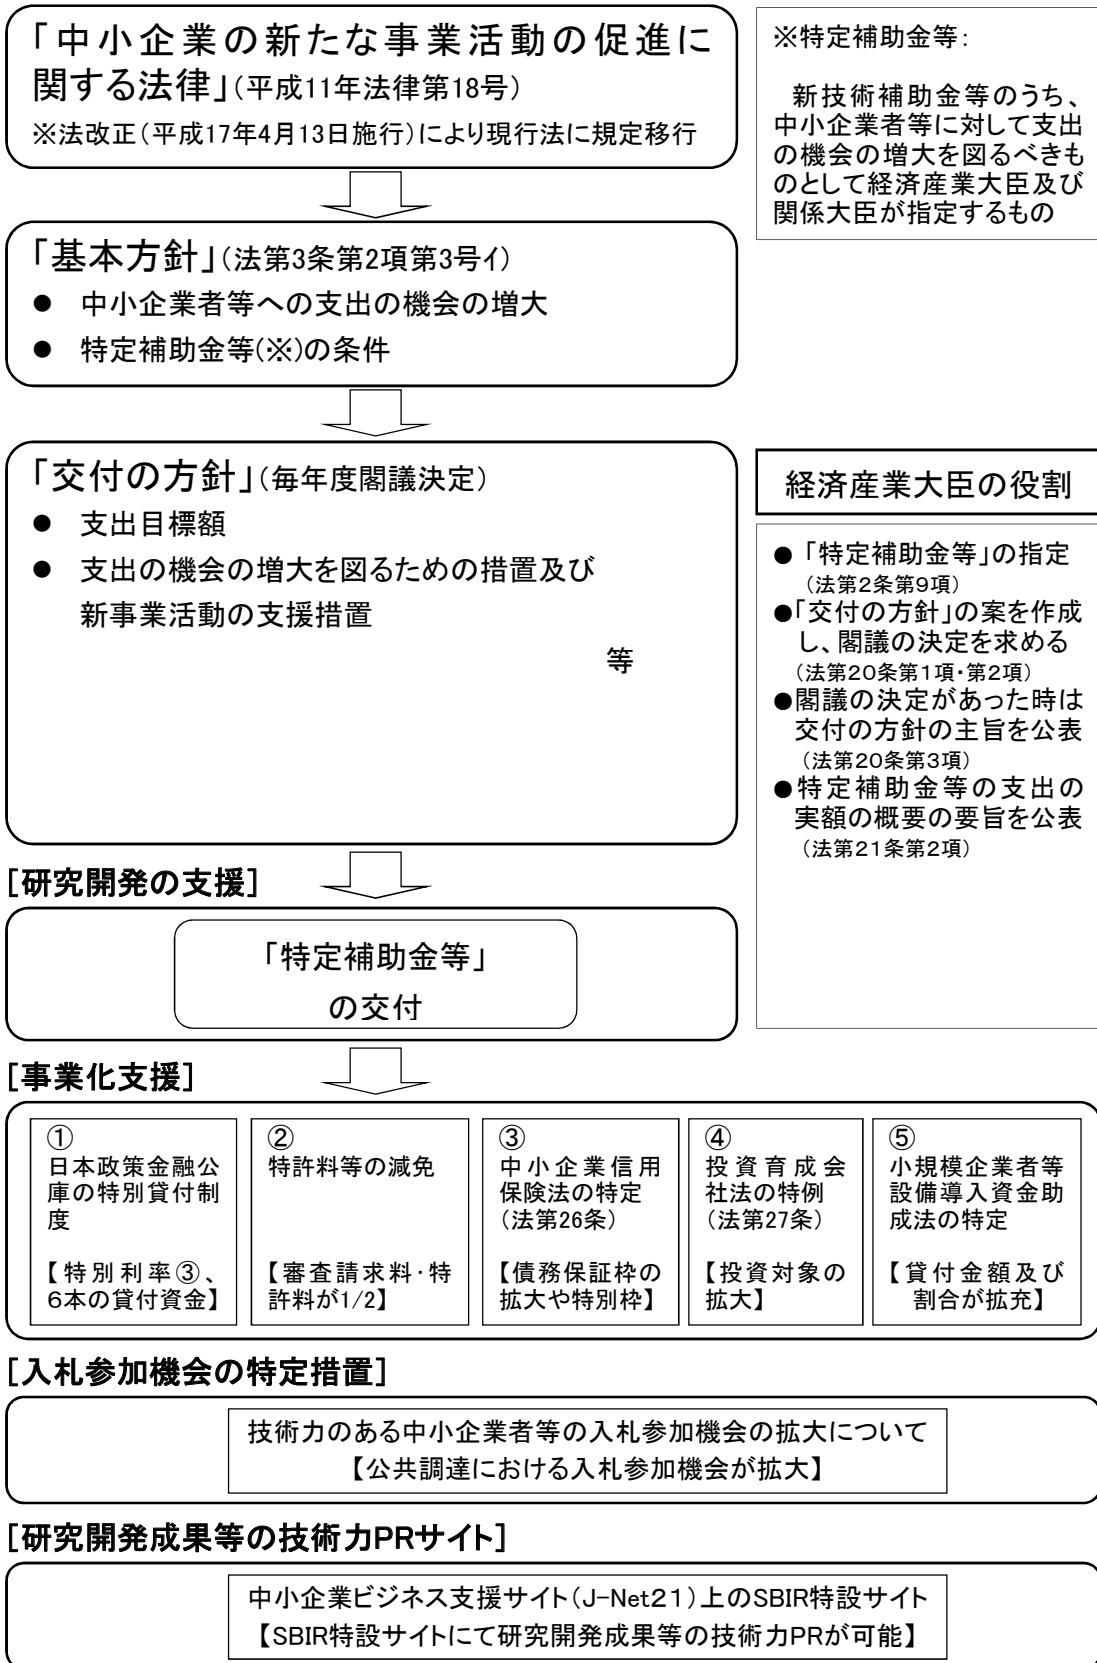 「中小企業の新たな事業活動の促進に
関する法律」(平成11年法律第18号)
※法改正(平成17年4月13日施行)により現行法に規定移行
※特定補助金等:
新技術補助金等のうち、
中小企業者等に対して支出
の機会の増大を図るべきも
のとして経済産業大臣及び
関係大臣が指定するもの
「基本方針」(法第3条第2項第3号イ)
● 中小企業者等への支出の機会の増大
● 特定補助金等(※)の条件
「交付の方針」(毎年度閣議決定)
● 支出目標額
● 支出の機会の増大を図るための措置及び
新事業活動の支援措置
等
経済産業大臣の役割
● 「特定補助金等」の指定
(法第2条第9項)
●「交付の方針」の案を作成
し、閣議の決定を求める
(法第20条第1項・第2項)
●閣議の決定があった時は
交付の方針の主旨を公表
(法第20条第3項)
●特定補助金等の支出の
実額の概要の要旨を公表
(法第21条第2項)
[研究開発の支援]
「特定補助金等」
の交付
[事業化支援]
①
日本政策金融公
庫の特別貸付制
度
【特別利率③、
6本の貸付資金】
②
特許料等の減免
【審査請求料・特
許料が1/2】
③
中小企業信用
保険法の特定
(法第26条)
【債務保証枠の
拡大や特別枠】
④
投資育成会
社法の特例
(法第27条)
【投資対象の
拡大】
⑤
小規模企業者等
設備導入資金助
成法の特定
【貸付金額及び
割合が拡充】
[入札参加機会の特定措置]
技術力のある中小企業者等の入札参加機会の拡大について
【公共調達における入札参加機会が拡大】
[研究開発成果等の技術力PRサイト]
中小企業ビジネス支援サイト(J-Net21)上のSBIR特設サイト
【SBIR特設サイトにて研究開発成果等の技術力PRが可能】